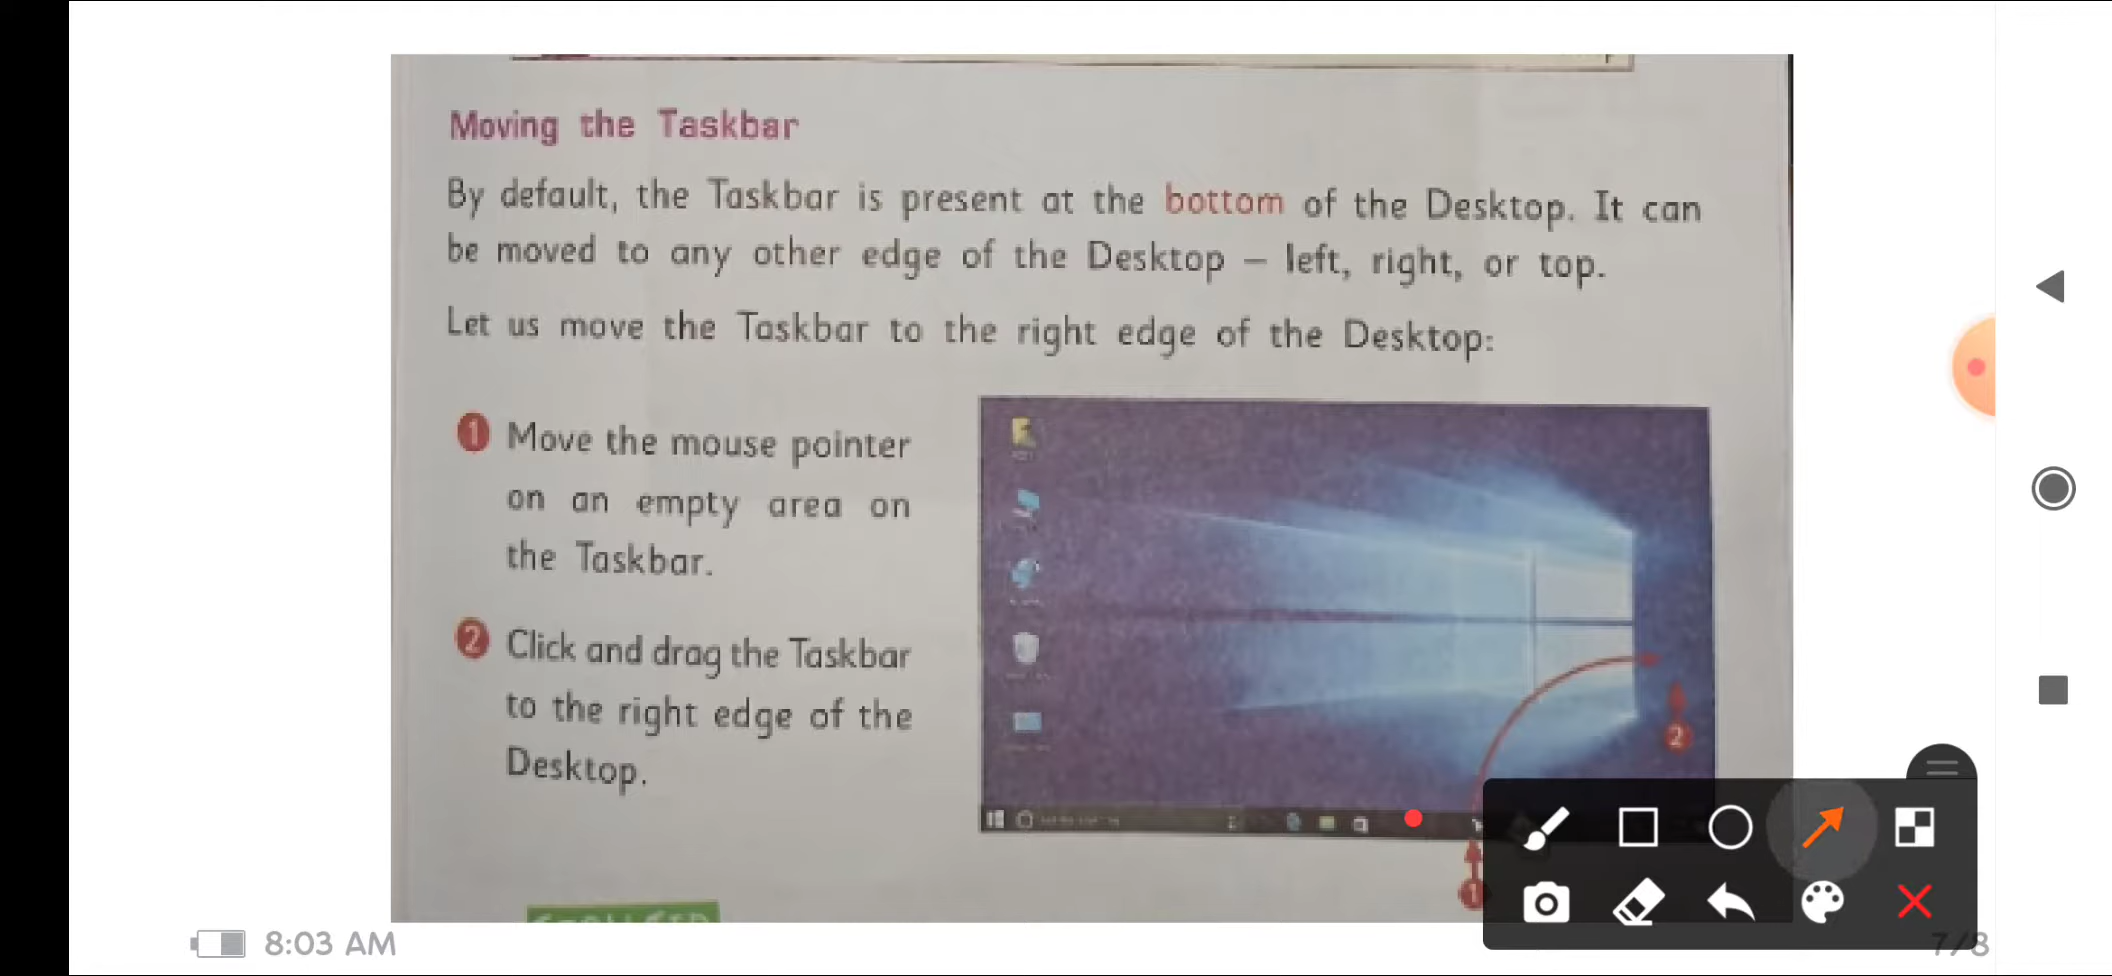 Moving the Taskbar
By default, the Taskbar is present at the bottom of the Desktop. It can
be moved to any other edge of the Desktop – left, right, or top.
Let us move the Taskbar to the right edge of the Desktop:
1 Move the mouse pointer
on an empty area on
the Taskbar.
2 Click and drag the Taskbar
to the right edge of the
Desktop.
2
1
8:03 AM
7/8